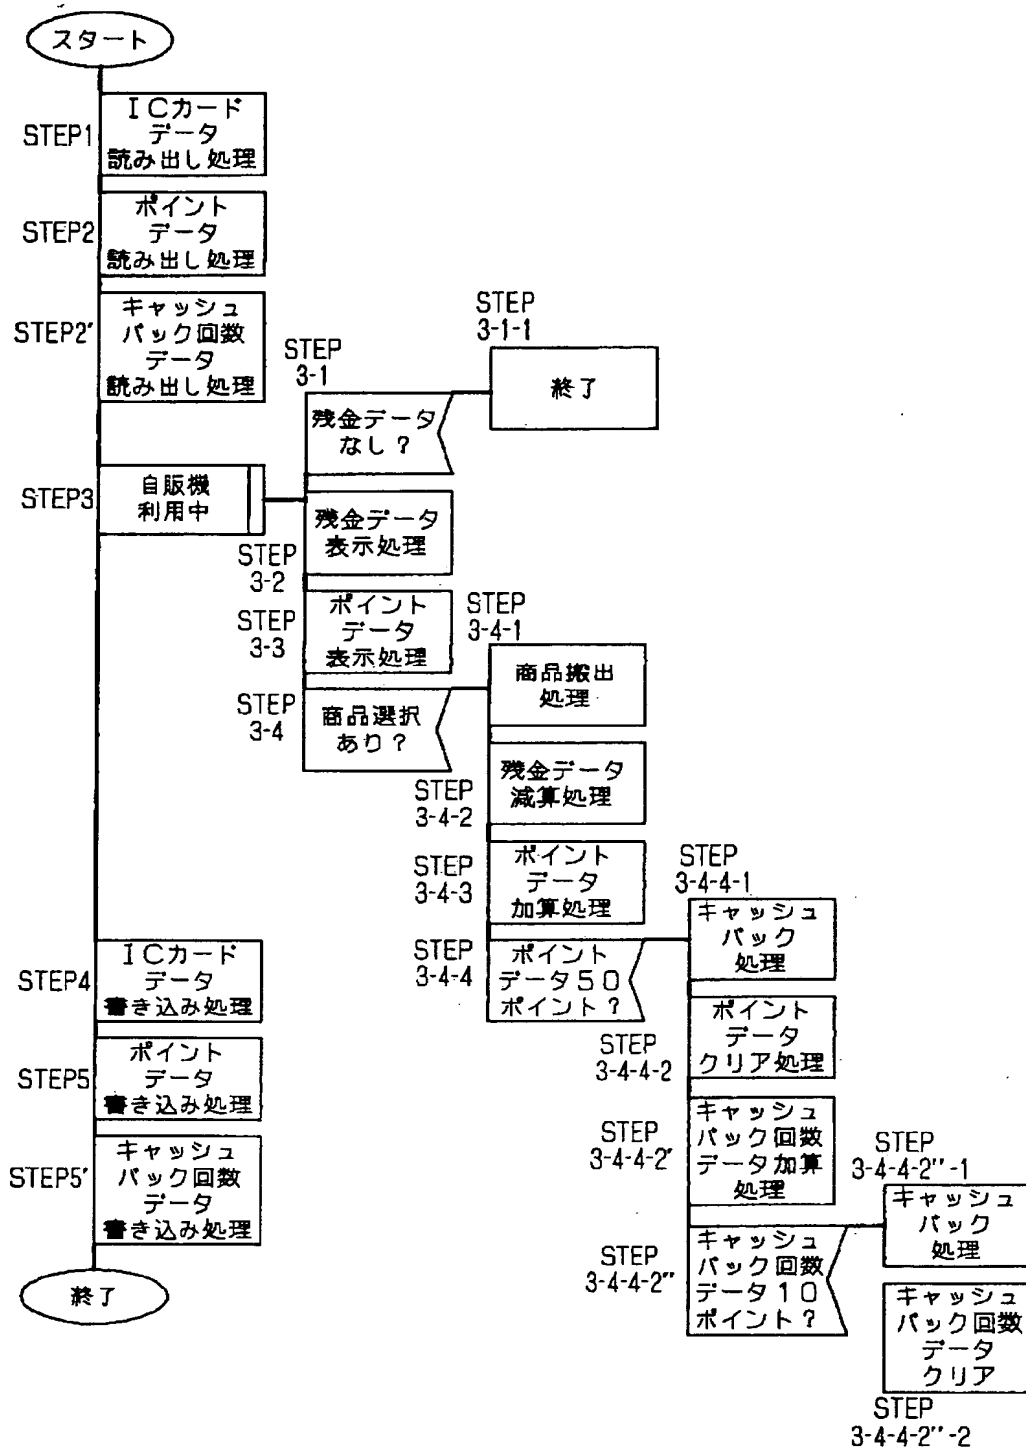 スタート
STEP1
ICカード
データ
読み出し処理
STEP2
ポイント
データ
読み出し処理
STEP2'
キャッシュ
バック回数
データ
読み出し処理
STEP3
自販機
利用中
STEP
3-1
残金データ
なし？
STEP
3-1-1
終了
STEP
3-2
残金データ
表示処理
STEP
3-3
ポイント
データ
表示処理
STEP
3-4
商品選択
あり？
STEP
3-4-1
商品搬出
処理
STEP
3-4-2
残金データ
減算処理
STEP
3-4-3
ポイント
データ
加算処理
STEP
3-4-4
ポイント
データ50
ポイント？
STEP
3-4-4-1
キャッシュ
バック
処理
STEP
3-4-4-2
ポイント
データ
クリア処理
STEP
3-4-4-2'
キャッシュ
バック回数
データ加算
処理
STEP
3-4-4-2''
キャッシュ
バック回数
データ10
ポイント？
STEP
3-4-4-2''-1
キャッシュ
バック
処理
キャッシュ
バック回数
データ
クリア
STEP
3-4-4-2''-2
STEP4
ICカード
データ
書き込み処理
STEP5
ポイント
データ
書き込み処理
STEP5'
キャッシュ
バック回数
データ
書き込み処理
終了